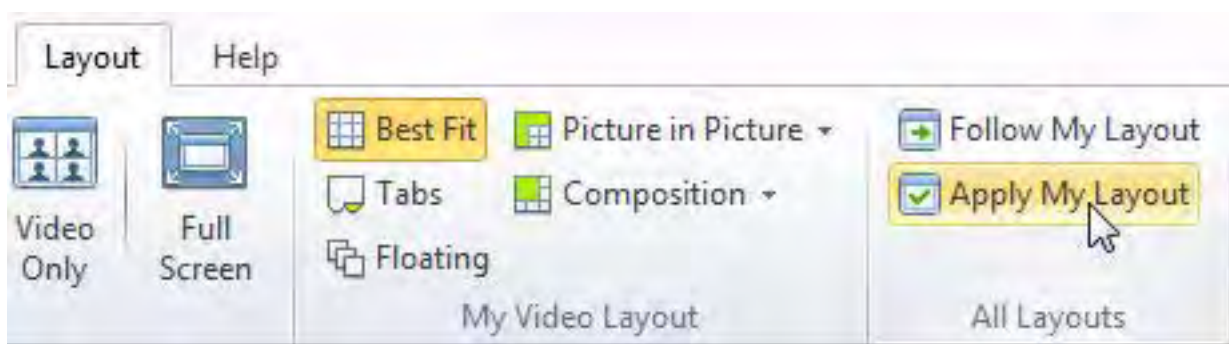 Layout Help
Video Only
Full Screen
Best Fit
Tabs
Floating
Picture in Picture
Composition
My Video Layout
Follow My Layout
Apply My Layout
All Layouts